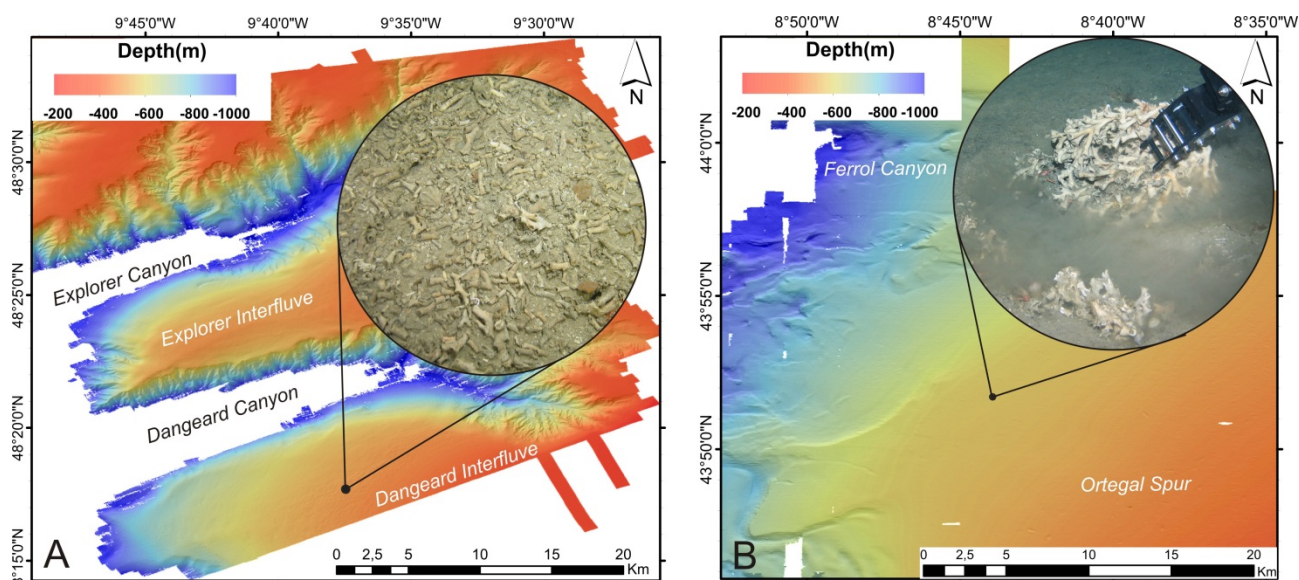 9°45'0"W
9°40'0"W
9°35'0"W
9°30'0"W
Depth(m)
-200
-400
-600
-800
-1000
N
48°30'0"N
48°25'0"N
48°20'0"N
48°15'0"N
Explorer Canyon
Explorer Interfluve
Dangeard Canyon
Dangeard Interfluve
A
0
2,5
5
10
15
20
Km
8°50'0"W
8°45'0"W
8°40'0"W
8°35'0"W
Depth(m)
-200
-400
-600
-800
-1000
N
44°0'0"N
43°55'0"N
43°50'0"N
Ferrol Canyon
Ortegal Spur
B
0
2,5
5
10
15
20
Km